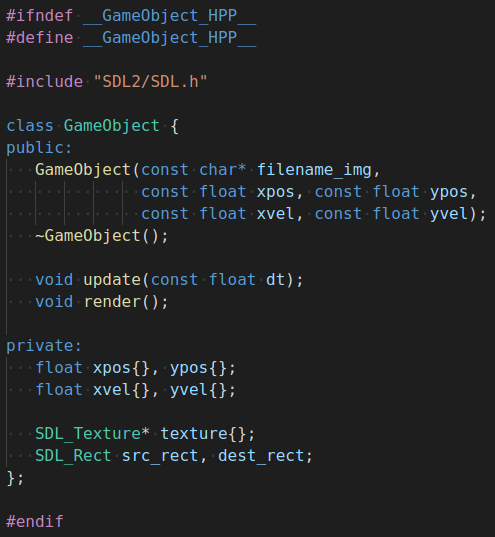 #ifndef __GameObject_HPP__
#define __GameObject_HPP__
#include "SDL2/SDL.h"
class GameObject {
public:
GameObject(const char* filename_img,
const float xpos, const float ypos,
const float xvel, const float yvel);
~GameObject();
void update(const float dt);
void render();
private:
float xpos{}, ypos{};
float xvel{}, yvel{};
SDL_Texture* texture{};
SDL_Rect src_rect, dest_rect;
};
#endif